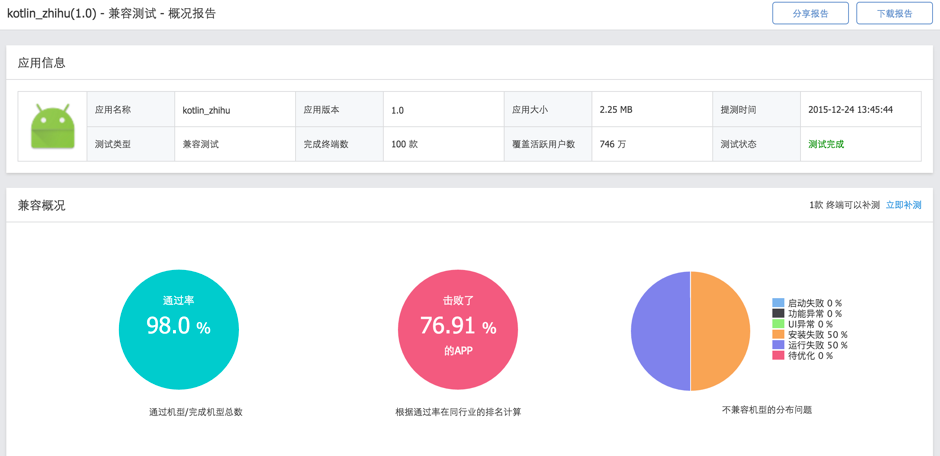 kotlin_zhihu(1.0) - 兼容测试 - 概况报告
分享报告
下载报告
应用信息
应用名称 kotlin_zhihu 应用版本 1.0 应用大小 2.25 MB 提测时间 2015-12-24 13:45:44
测试类型 兼容测试 完成终端数 100 款 覆盖活跃用户数 746 万 测试状态 测试完成
兼容概况
1款 终端可以补测 立即补测
通过率
98.0 %
通过机型/完成机型总数
击败了
76.91 %
的APP
根据通过率在同行业的排名计算
启动失败 0 %
功能异常 0 %
UI异常 0 %
安装失败 50 %
运行失败 50 %
待优化 0 %
不兼容机型的分布问题